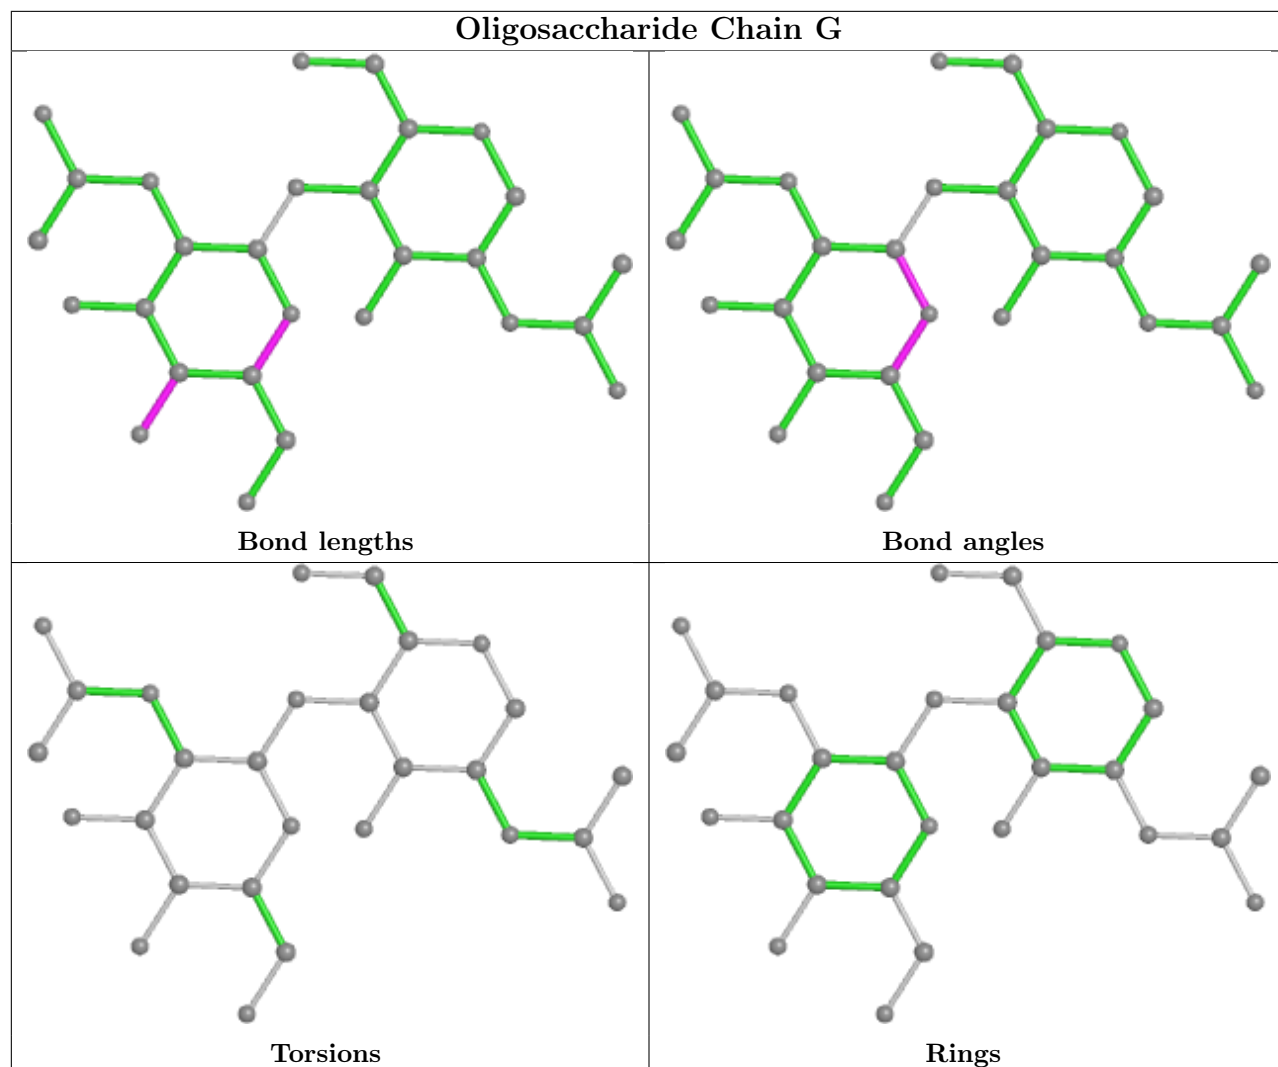 Oligosaccharide Chain G
Bond lengths
Bond angles
Torsions
Rings